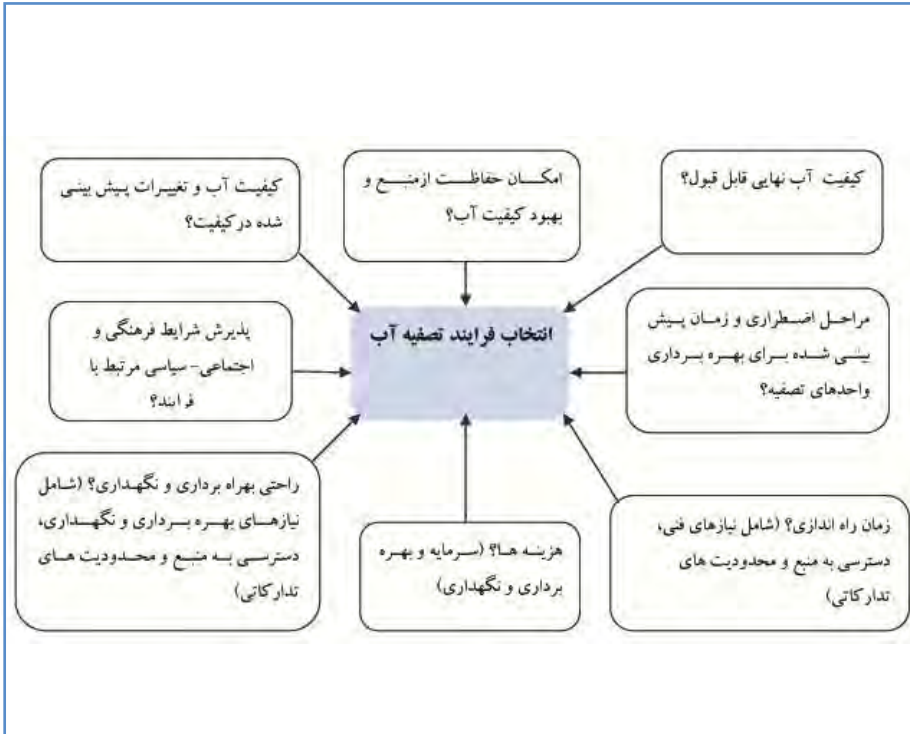 کیفیت آب نهایی قابل قبول؟
امکان حفاظت از منبع و
بهبود کیفیت آب؟
کیفیت آب و تغییرات پیش بینی
شده در کیفیت؟
انتخاب فرایند تصفیه آب
مراحل اضطراری و زمان پیش
بینی شده برای بهره برداری
واحدهای تصفیه؟
پذیرش شرایط فرهنگی و
اجتماعی- سیاسی مرتبط با
فرایند؟
زمان راه اندازی؟ (شامل نیازهای فنی،
دسترسی به منبع و محدودیت های
تدارکاتی)
هزینه ها؟ (سرمایه و بهره
برداری و نگهداری)
راحتی بهراه برداری و نگهداری؟ (شامل
نیازهای بهره برداری و نگهداری،
دسترسی به منبع و محدودیت های
تدارکاتی)